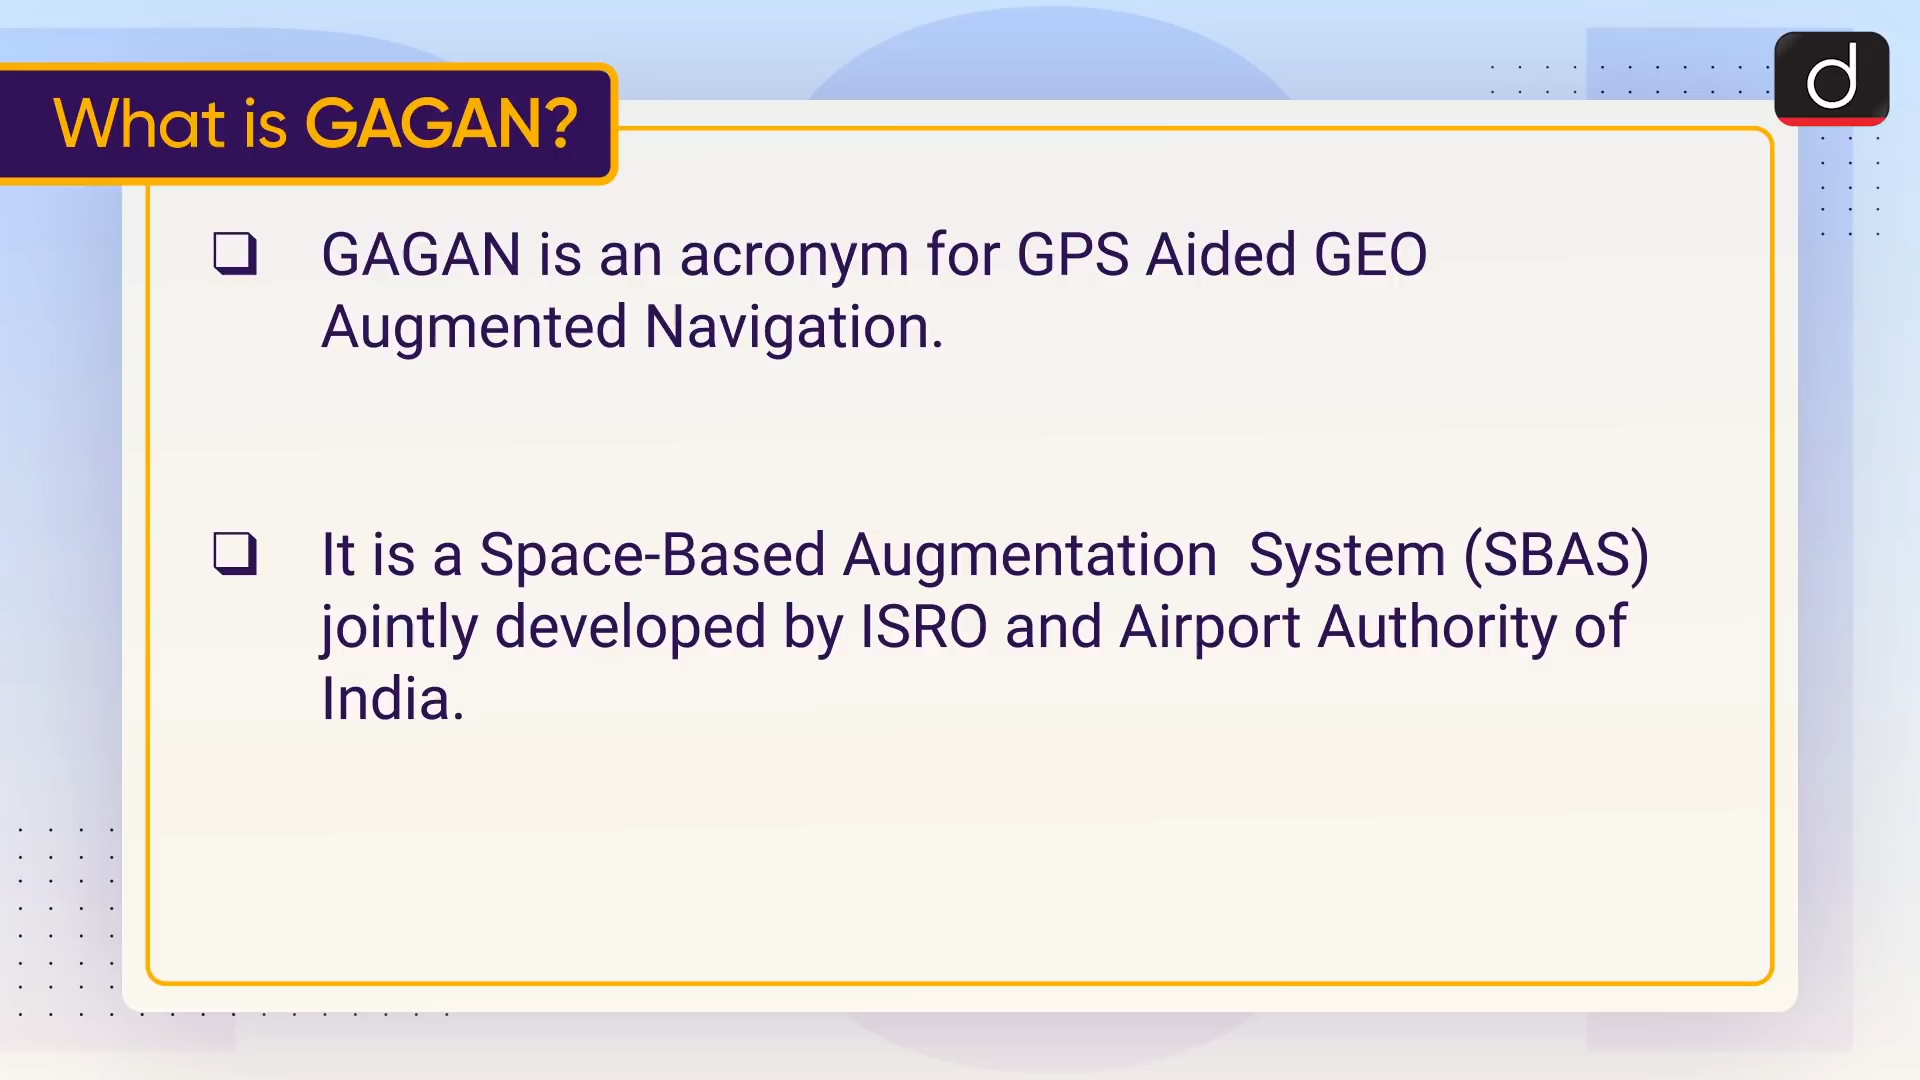 What is GAGAN?
d
GAGAN is an acronym for GPS Aided GEO
Augmented Navigation.
It is a Space-Based Augmentation  System (SBAS)
jointly developed by ISRO and Airport Authority of
India.